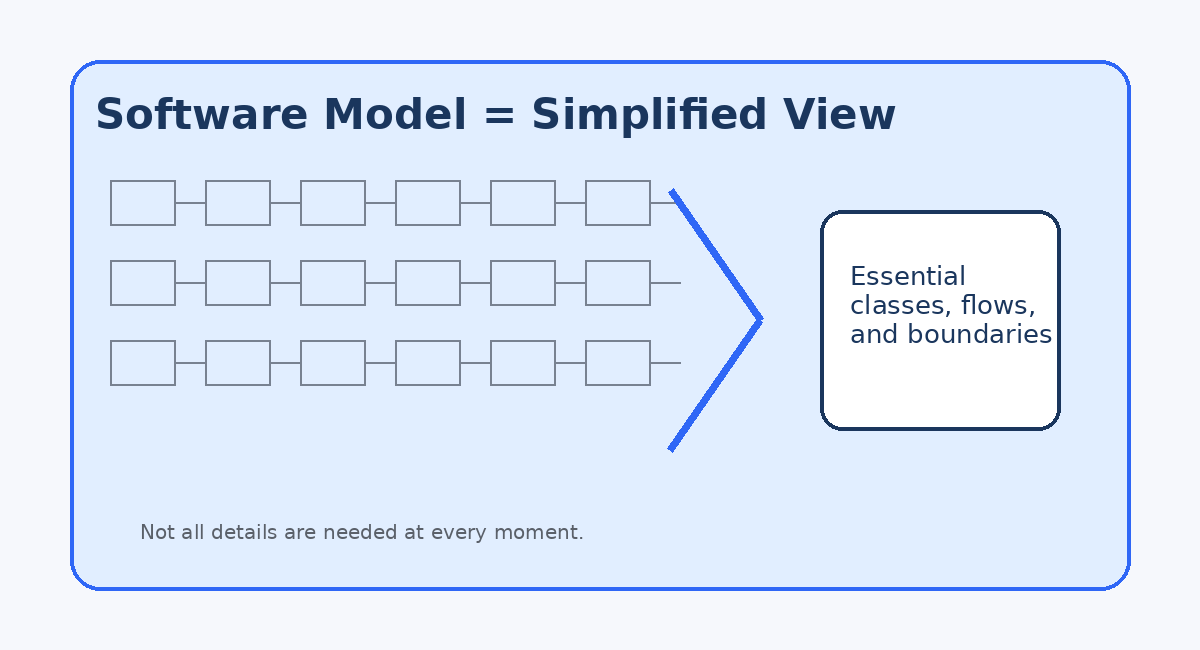 Software Model = Simplified View
Essential
classes, flows,
and boundaries
Not all details are needed at every moment.